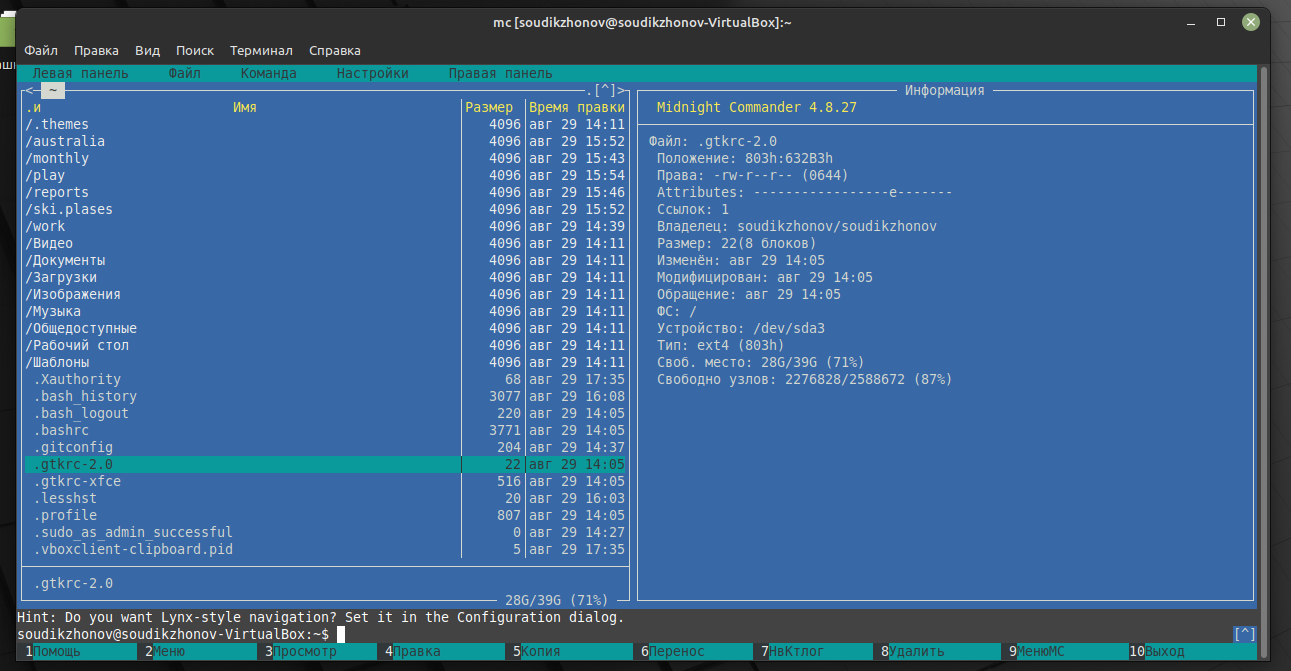 mc [soudikzhonov@soudikzhonov-VirtualBox]:~
Файл Правка Вид Поиск Терминал Справка
Левая панель Файл Команда Настройки Правая панель
<─ ~ .[^]>
.и Имя Размер Время правки
/.themes 4096 авг 29 14:11
/australia 4096 авг 29 15:52
/monthly 4096 авг 29 15:43
/play 4096 авг 29 15:54
/reports 4096 авг 29 15:46
/ski.plases 4096 авг 29 15:52
/work 4096 авг 29 14:39
/Видео 4096 авг 29 14:11
/Документы 4096 авг 29 14:11
/Загрузки 4096 авг 29 14:11
/Изображения 4096 авг 29 14:11
/Музыка 4096 авг 29 14:11
/Общедоступные 4096 авг 29 14:11
/Рабочий стол 4096 авг 29 14:11
/Шаблоны 4096 авг 29 14:11
.Xauthority 68 авг 29 17:35
.bash_history 3077 авг 29 16:08
.bash_logout 220 авг 29 14:05
.bashrc 3771 авг 29 14:05
.gitconfig 204 авг 29 14:37
.gtkrc-2.0 22 авг 29 14:05
.gtkrc-xfce 516 авг 29 14:05
.lesshst 20 авг 29 16:03
.profile 807 авг 29 14:05
.sudo_as_admin_successful 0 авг 29 14:27
.vboxclient-clipboard.pid 5 авг 29 17:35
.gtkrc-2.0
28G/39G (71%)
Информация
Midnight Commander 4.8.27
Файл: .gtkrc-2.0
Положение: 803h:632B3h
Права: -rw-r--r-- (0644)
Attributes: -----------------e-------
Ссылок: 1
Владелец: soudikzhonov/soudikzhonov
Размер: 22(8 блоков)
Изменён: авг 29 14:05
Модифицирован: авг 29 14:05
Обращение: авг 29 14:05
ФС: /
Устройство: /dev/sda3
Тип: ext4 (803h)
Своб. место: 28G/39G (71%)
Свободно узлов: 2276828/2588672 (87%)
Hint: Do you want Lynx-style navigation? Set it in the Configuration dialog.
soudikzhonov@soudikzhonov-VirtualBox:~$ [^]
1Помощь 2Меню 3Просмотр 4Правка 5Копия 6Перенос 7НвКтлог 8Удалить 9МенюМС 10Выход